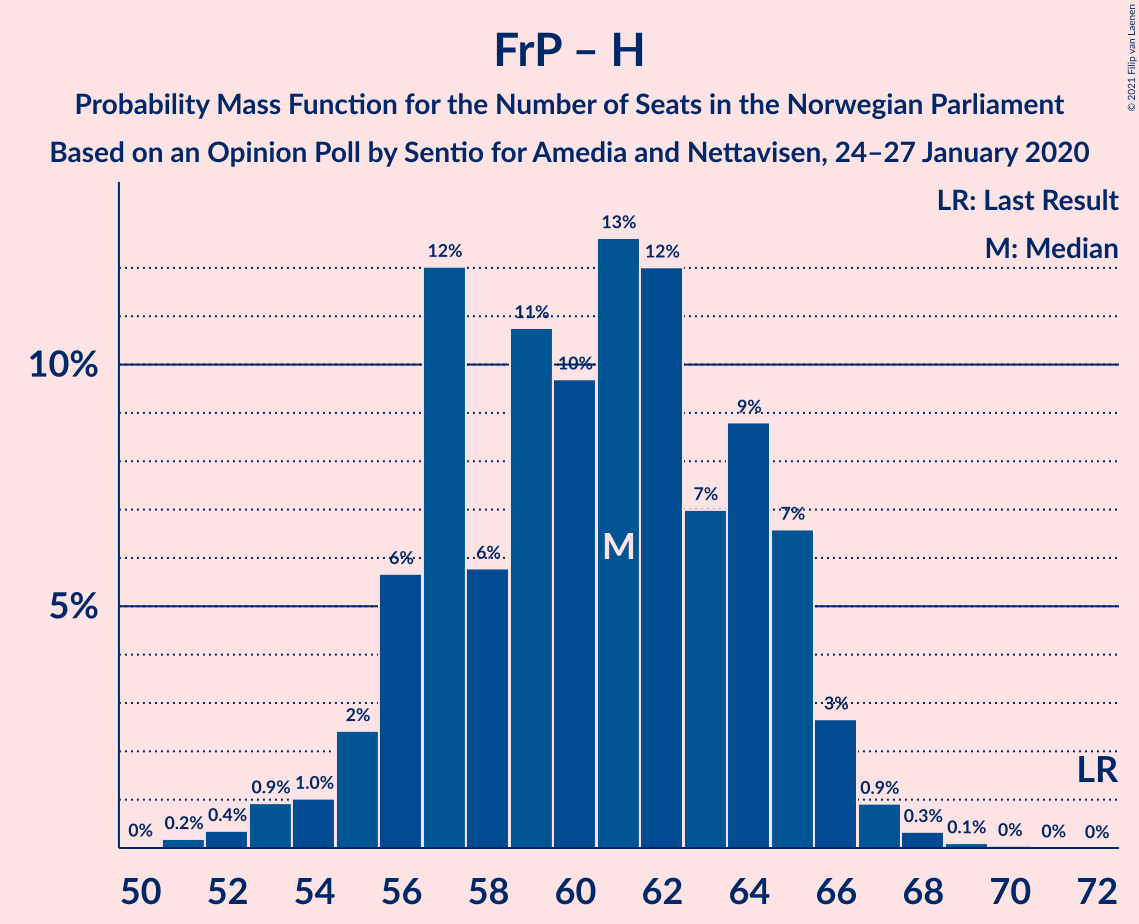 FrP – H
Probability Mass Function for the Number of Seats in the Norwegian Parliament
Based on an Opinion Poll by Sentio for Amedia and Nettavisen, 24–27 January 2020
© 2021 Filip van Laenen
LR: Last Result
M: Median
10%
5%
0%
0.2%
0.4%
0.9%
1.0%
2%
6%
12%
6%
11%
10%
13%
12%
7%
9%
7%
3%
0.9%
0.3%
0.1%
0%
0%
0%
M
LR
50 52 54 56 58 60 62 64 66 68 70 72